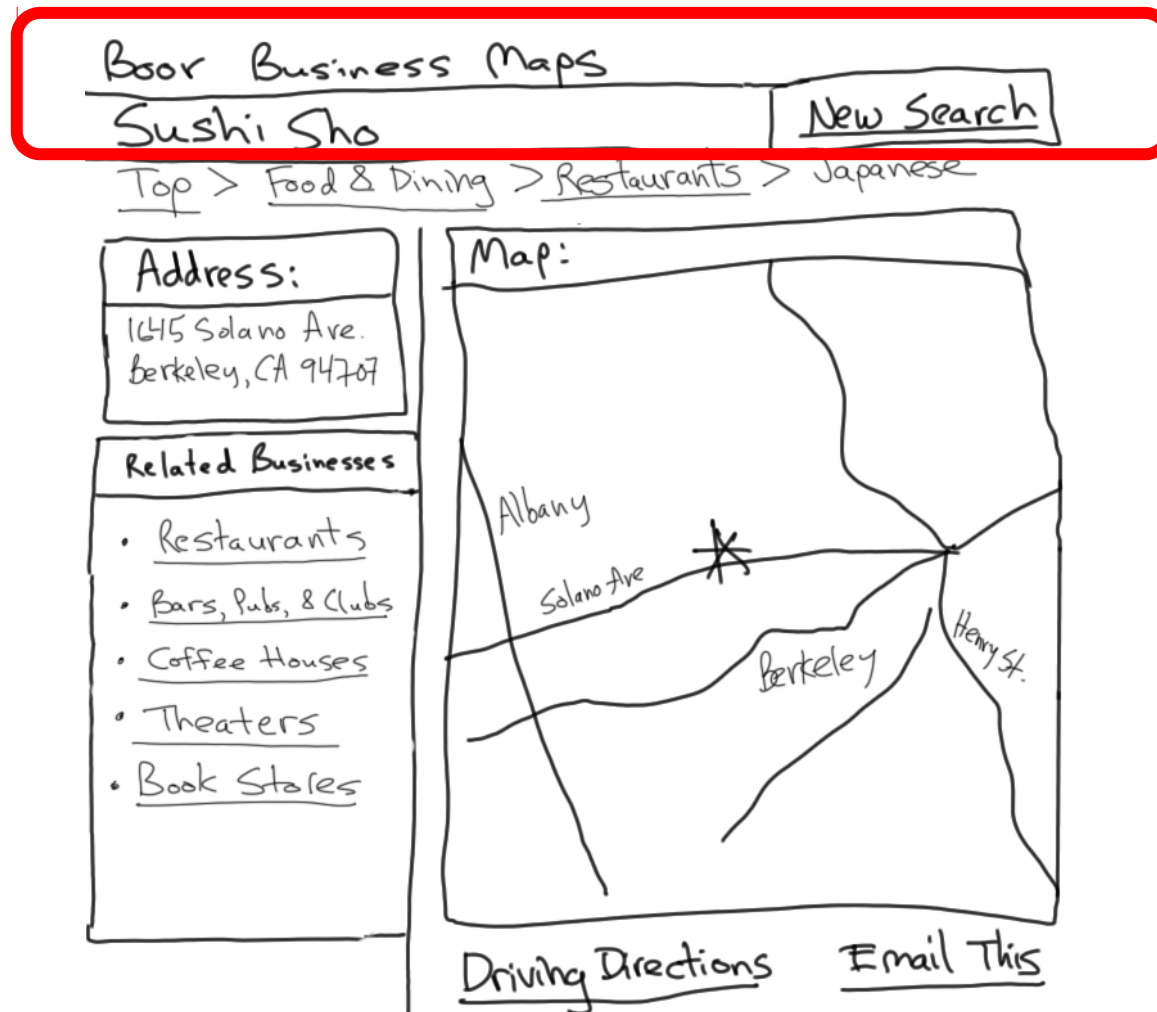 Boor Business Maps
Sushi Sho
New Search
Top > Food & Dining > Restaurants > Japanese
Address:
1645 Solano Ave.
Berkeley, CA 94707
Related Businesses
• Restaurants
• Bars, Pubs, & Clubs
• Coffee Houses
• Theaters
• Book Stores
Map:
Albany
Solano Ave
Berkeley
Henry St.
Driving Directions
Email This